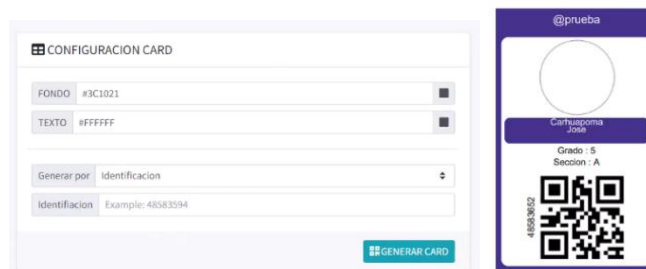 CONFIGURACION CARD
FONDO #3C1021
TEXTO #FFFFFF
Generar por Identificacion
Identifiacion Example: 48583594
GENERAR CARD
@prueba
Carhuapoma
Jose
Grado : 5
Seccion : A
48583652